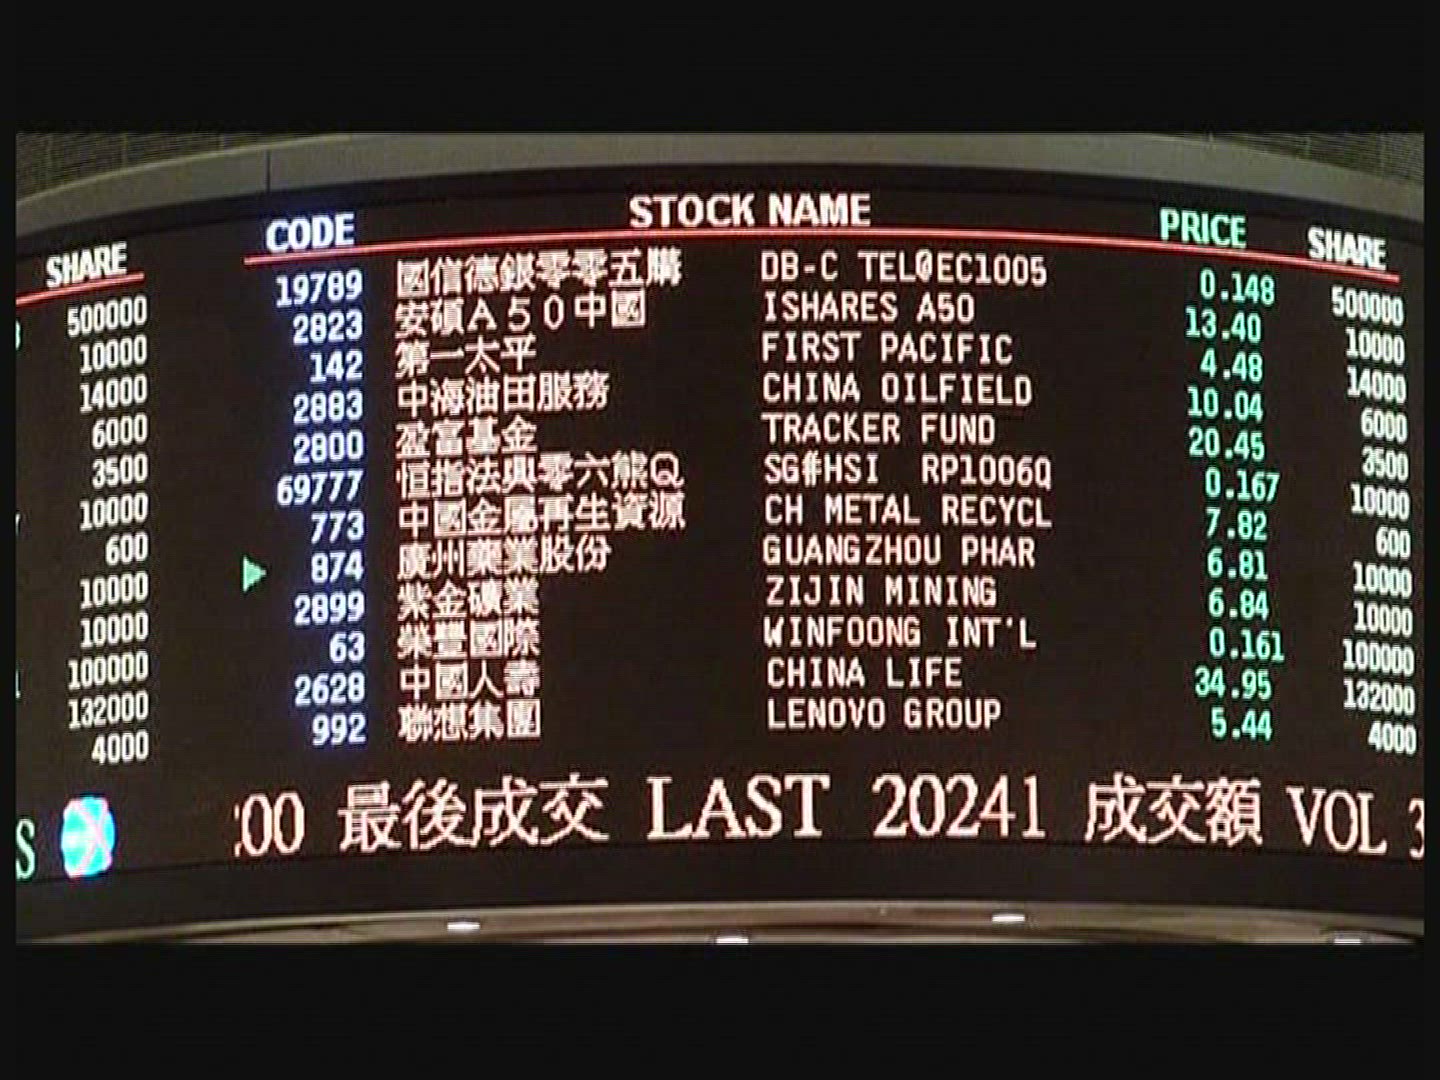 SHARE CODE STOCK NAME PRICE SHARE
500000 19789 國信德銀零零五購 DB-C TEL@EC1005 0.148 500000
10000 2823 安碩A50中國 ISHARES A50 13.40 10000
14000 142 第一太平 FIRST PACIFIC 4.48 14000
6000 2883 中海油田服務 CHINA OILFIELD 10.04 6000
3500 2800 盈富基金 TRACKER FUND 20.45 3500
10000 69777 恒指法興零六熊Q SG#HSI RP1006Q 0.167 10000
600 773 中國金屬再生資源 CH METAL RECYCL 7.82 600
10000 874 廣州藥業股份 GUANGZHOU PHAR 6.81 10000
10000 2899 紫金礦業 ZIJIN MINING 6.84 10000
100000 63 榮豐國際 WINFOONG INT'L 0.161 100000
132000 2628 中國人壽 CHINA LIFE 34.95 132000
4000 992 聯想集團 LENOVO GROUP 5.44 4000
S :00 最後成交 LAST 20241 成交額 VOL 3